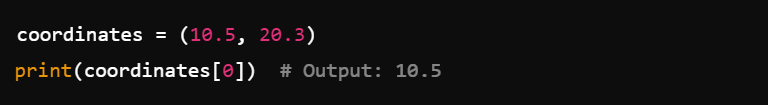 coordinates = (10.5, 20.3)
print(coordinates[0])  # Output: 10.5